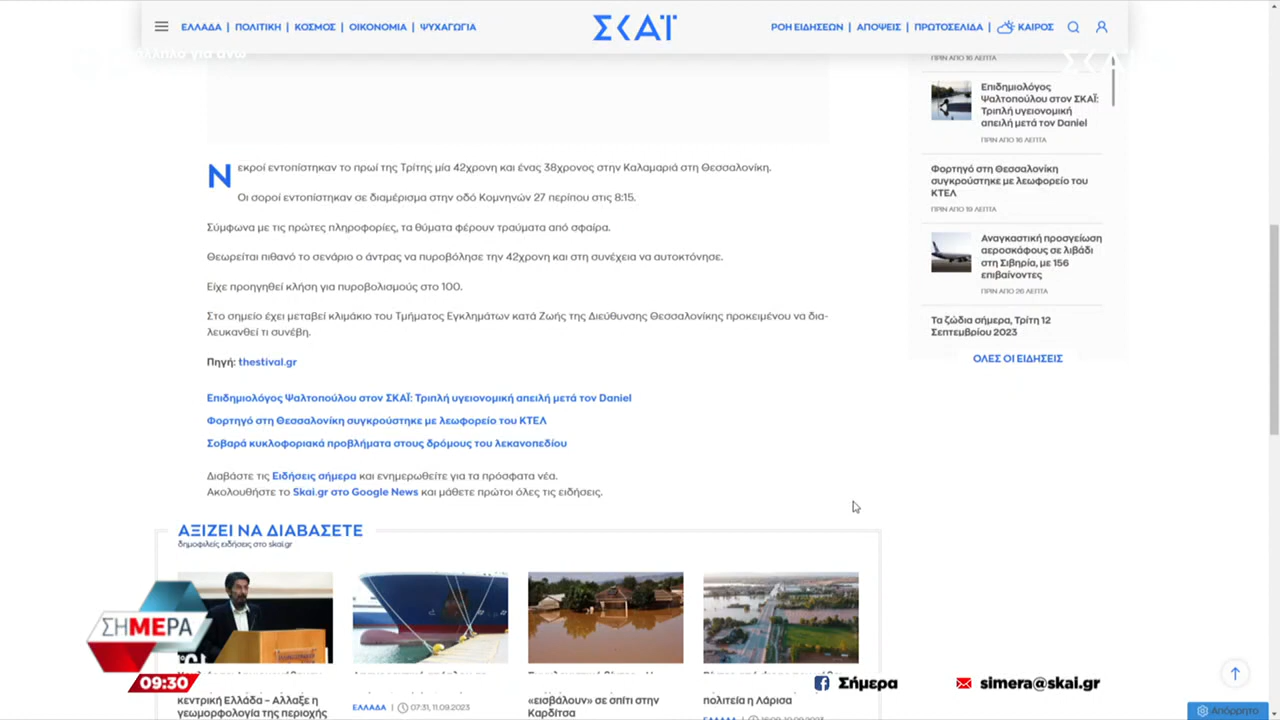 ΕΛΛΑΔΑ | ΠΟΛΙΤΙΚΗ | ΚΟΣΜΟΣ | ΟΙΚΟΝΟΜΙΑ | ΨΥΧΑΓΩΓΙΑ
ΣΚΑΪ
ΡΟΗ ΕΙΔΗΣΕΩΝ | ΑΠΟΨΕΙΣ | ΠΡΩΤΟΣΕΛΙΔΑ | ΚΑΙΡΟΣ
για άνω
ΠΡΙΝ ΑΠΟ 16 ΛΕΠΤΑ
Επιδημιολόγος
Ψαλτοπούλου στον ΣΚΑΪ:
Τριπλή υγειονομική
απειλή μετά τον Daniel
ΠΡΙΝ ΑΠΟ 16 ΛΕΠΤΑ
Φορτηγό στη Θεσσαλονίκη
συγκρούστηκε με λεωφορείο του
ΚΤΕΛ
ΠΡΙΝ ΑΠΟ 19 ΛΕΠΤΑ
Αναγκαστική προσγείωση
αεροσκάφους σε λιβάδι
στη Σιβηρία, με 156
επιβαίνοντες
ΠΡΙΝ ΑΠΟ 26 ΛΕΠΤΑ
Τα ζώδια σήμερα, Τρίτη 12
Σεπτεμβρίου 2023
ΟΛΕΣ ΟΙ ΕΙΔΗΣΕΙΣ
Νεκροί εντοπίστηκαν το πρωί της Τρίτης μία 42χρονη και ένας 38χρονος στην Καλαμαριά στη Θεσσαλονίκη.
Οι σοροί εντοπίστηκαν σε διαμέρισμα στην οδό Κομνηνών 27 περίπου στις 8:15.
Σύμφωνα με τις πρώτες πληροφορίες, τα θύματα φέρουν τραύματα από σφαίρα.
Θεωρείται πιθανό το σενάριο ο άντρας να πυροβόλησε την 42χρονη και στη συνέχεια να αυτοκτόνησε.
Είχε προηγηθεί κλήση για πυροβολισμούς στο 100.
Στο σημείο έχει μεταβεί κλιμάκιο του Τμήματος Εγκλημάτων κατά Ζωής της Διεύθυνσης Θεσσαλονίκης προκειμένου να δια-
λευκανθεί τι συνέβη.
Πηγή: thestival.gr
Επιδημιολόγος Ψαλτοπούλου στον ΣΚΑΪ: Τριπλή υγειονομική απειλή μετά τον Daniel
Φορτηγό στη Θεσσαλονίκη συγκρούστηκε με λεωφορείο του ΚΤΕΛ
Σοβαρά κυκλοφοριακά προβλήματα στους δρόμους του λεκανοπεδίου
Διαβάστε τις Ειδήσεις σήμερα και ενημερωθείτε για τα πρόσφατα νέα.
Ακολουθήστε το Skai.gr στο Google News και μάθετε πρώτοι όλες τις ειδήσεις.
ΑΞΙΖΕΙ ΝΑ ΔΙΑΒΑΣΕΤΕ
δημοφιλείς ειδήσεις στο skai.gr
κεντρική Ελλάδα – Αλλαξε η
γεωμορφολογία της περιοχής
ΕΛΛΑΔΑ | 07:31, 11.09.2023
«εισβάλουν» σε σπίτι στην
Καρδίτσα
πολιτεία η Λάρισα
ΣΗΜΕΡΑ
09:30
Σήμερα
simera@skai.gr
Απόρρητο